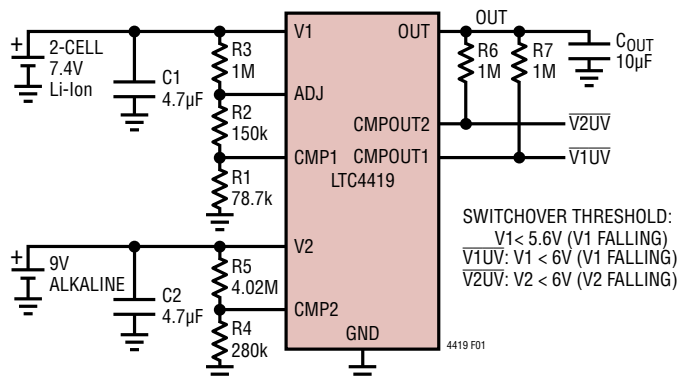 2-CELL
7.4V
Li-Ion
+
C1
4.7µF
R3
1M
R2
150k
R1
78.7k
V1
ADJ
CMP1
OUT
CMPOUT2
CMPOUT1
LTC4419
V2
CMP2
GND
OUT
R6
1M
R7
1M
COUT
10µF
V2UV
V1UV
SWITCHOVER THRESHOLD:
V1< 5.6V (V1 FALLING)
V1UV: V1 < 6V (V1 FALLING)
V2UV: V2 < 6V (V2 FALLING)
+
9V
ALKALINE
C2
4.7µF
R5
4.02M
R4
280k
4419 F01